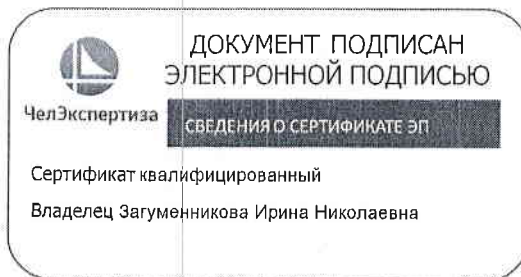 ДОКУМЕНТ ПОДПИСАН
ЭЛЕКТРОННОЙ ПОДПИСЬЮ
ЧелЭкспертиза
СВЕДЕНИЯ О СЕРТИФИКАТЕ ЭП
Сертификат квалифицированный
Владелец Загуменникова Ирина Николаевна